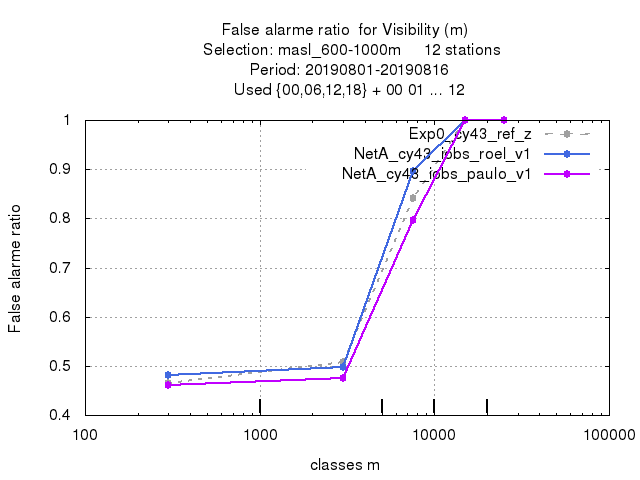 False alarme ratio  for Visibility (m)
Selection: masl_600-1000m     12 stations
Period: 20190801-20190816
Used {00,06,12,18} + 00 01 ... 12
Exp0_cy43_ref_z
NetA_cy43_iobs_roel_v1
NetA_cy43_iobs_paulo_v1
1
0.9
0.8
0.7
0.6
0.5
0.4
False alarme ratio
100
1000
10000
100000
classes m